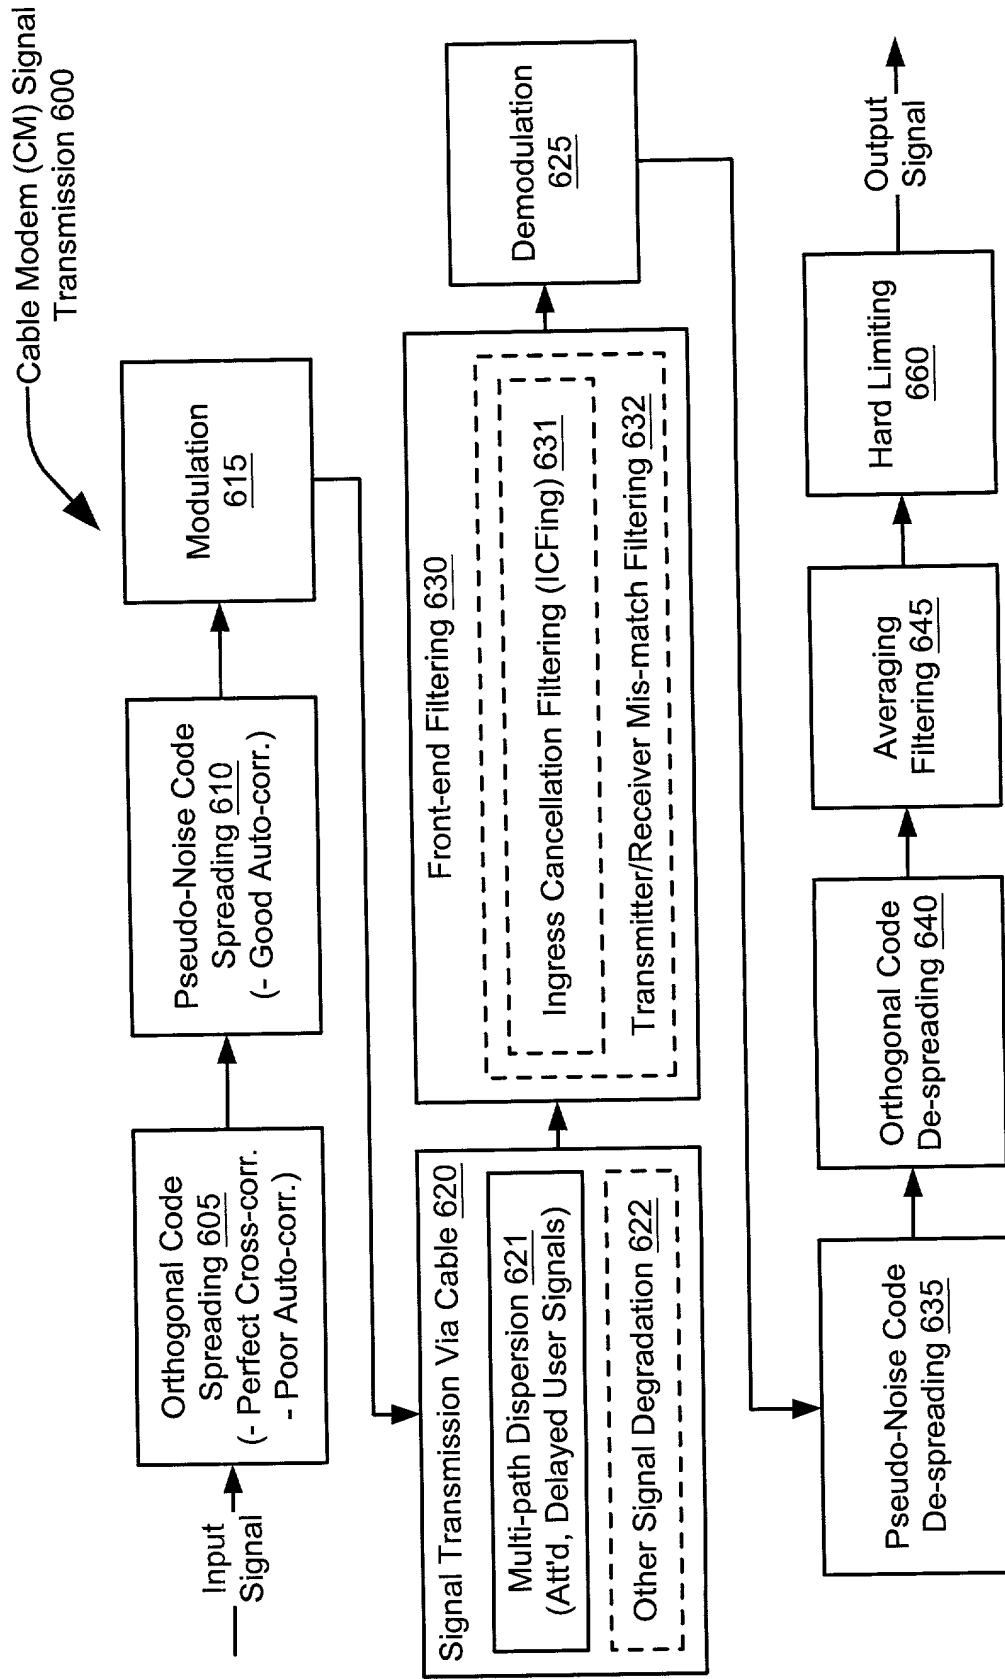 Cable Modem (CM) Signal
Transmission 600
Input
Signal
Orthogonal Code
Spreading 605
(- Perfect Cross-corr.
- Poor Auto-corr.)
Pseudo-Noise Code
Spreading 610
(- Good Auto-corr.)
Modulation
615
Signal Transmission Via Cable 620
Multi-path Dispersion 621
(Att'd, Delayed User Signals)
Other Signal Degradation 622
Front-end Filtering 630
Ingress Cancellation Filtering (ICFing) 631
Transmitter/Receiver Mis-match Filtering 632
Demodulation
625
Pseudo-Noise Code
De-spreading 635
Orthogonal Code
De-spreading 640
Averaging
Filtering 645
Hard Limiting
660
Output
Signal